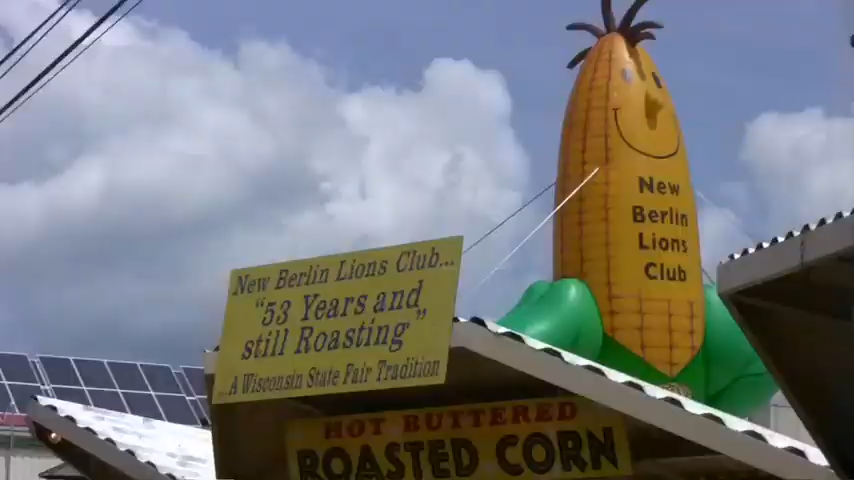 New Berlin Lions Club...
"53 Years and
still Roasting"
...A Wisconsin State Fair Tradition
HOT BUTTERED
ROASTED CORN
New
Berlin
Lions
Club